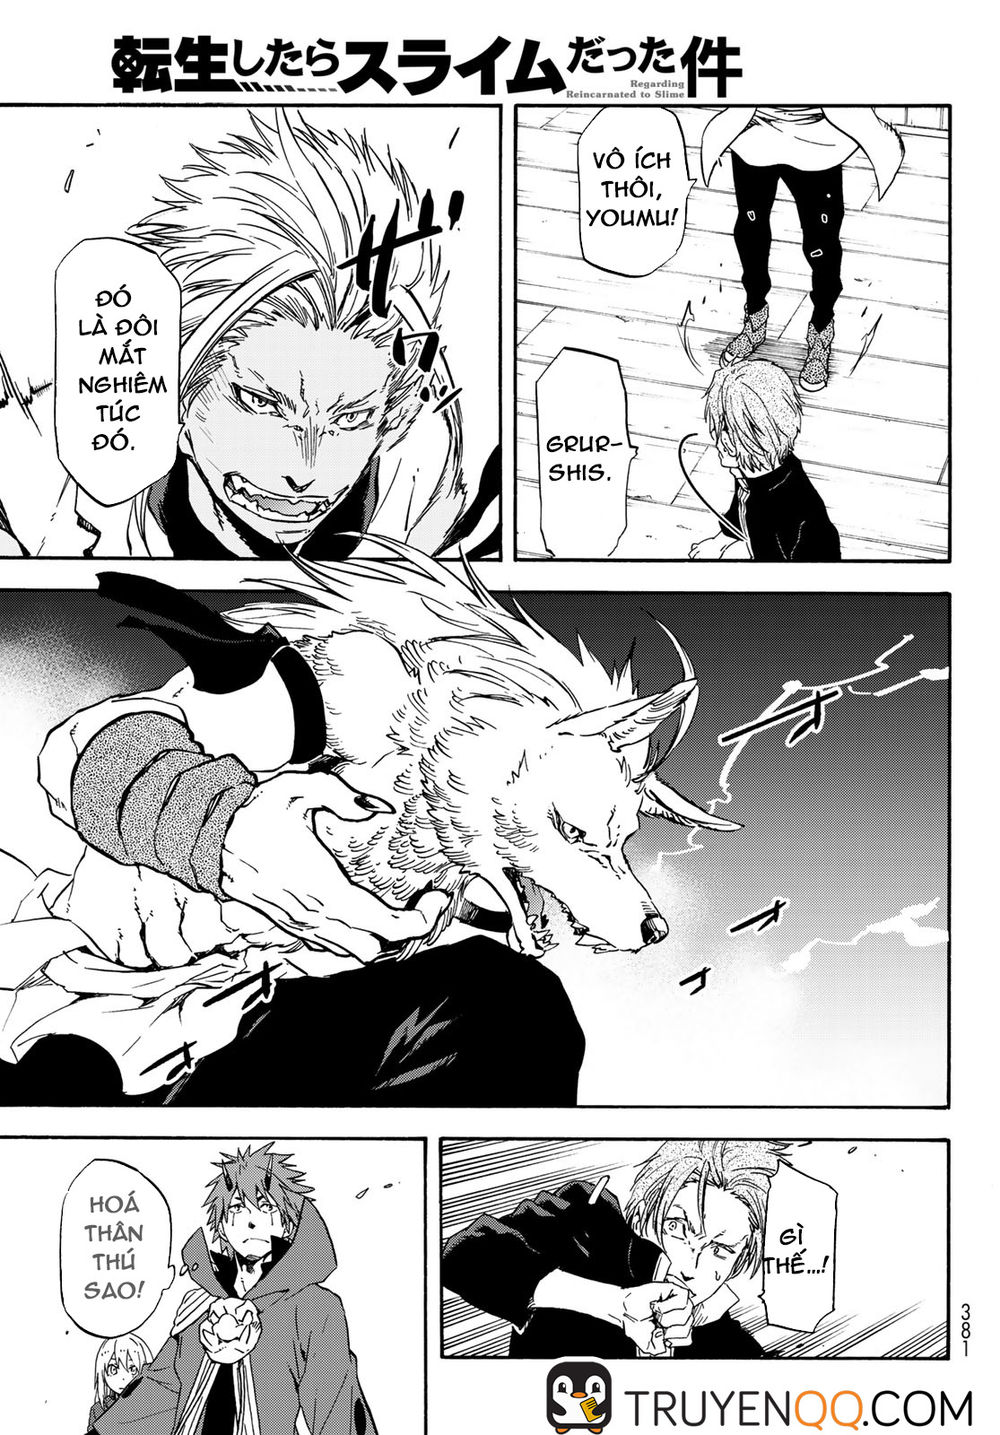 転生したらスライムだった件
Regarding
Reincarnated to Slime
VÔ ÍCH
THÔI,
YOUMU!
GRUR-
SHIS.
ĐÓ
LÀ ĐÔI
MẮT
NGHIÊM
TÚC
ĐÓ.
HOÁ
THÂN
THÚ
SAO!
GÌ
THẾ...!
381
TRUYENQQ.COM